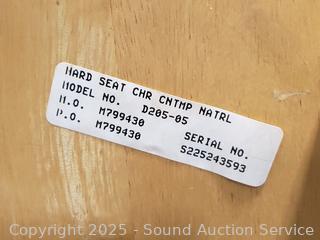 HARD SEAT CHR CNTMP NATRL
MODEL NO. D205-05
M.O. M799430
P.O. M799430
SERIAL NO.
S225243593
Copyright 2025 - Sound Auction Service